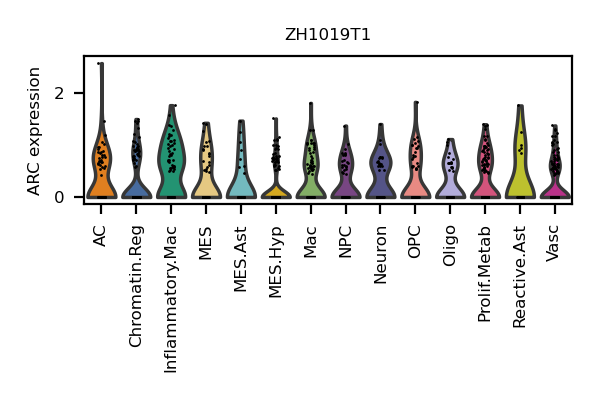 ZH1019T1
ARC expression
2
0
AC
Chromatin.Reg
Inflammatory.Mac
MES
MES.Ast
MES.Hyp
Mac
NPC
Neuron
OPC
Oligo
Prolif.Metab
Reactive.Ast
Vasc